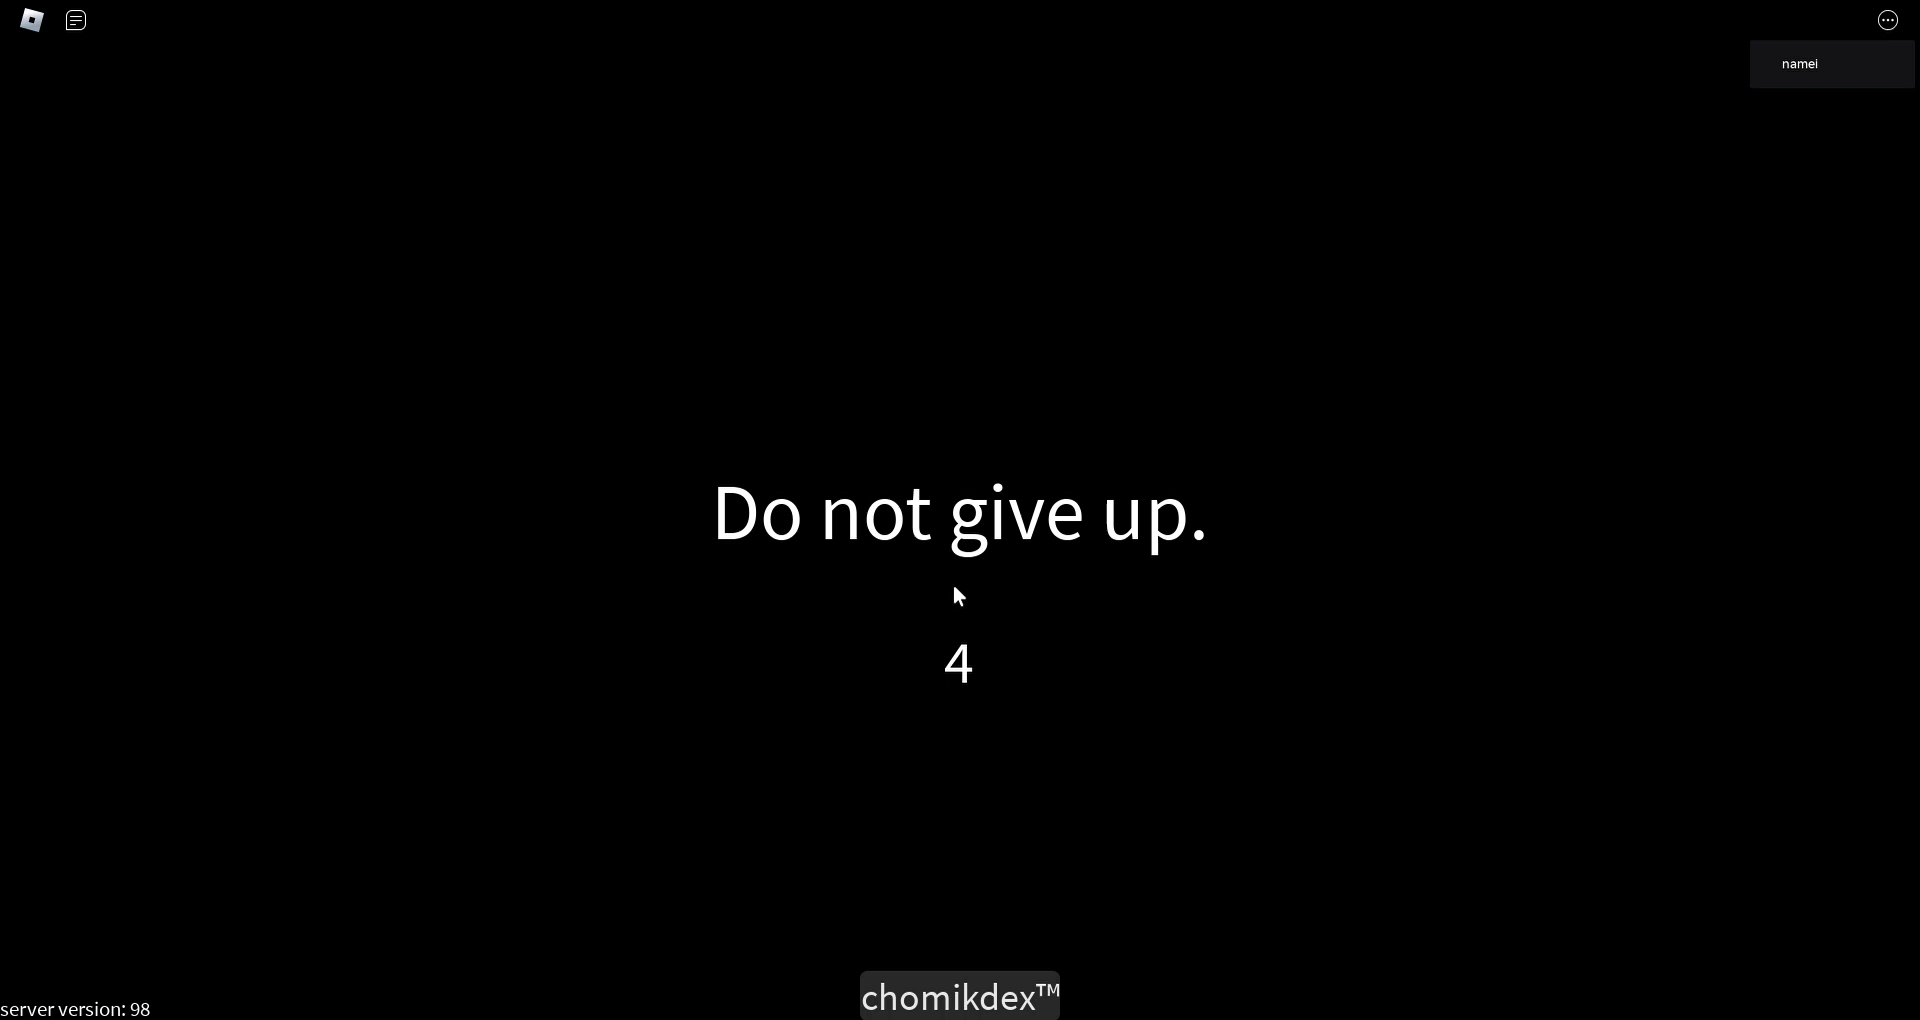 namei
Do not give up.
4
chomikdex™
server version: 98